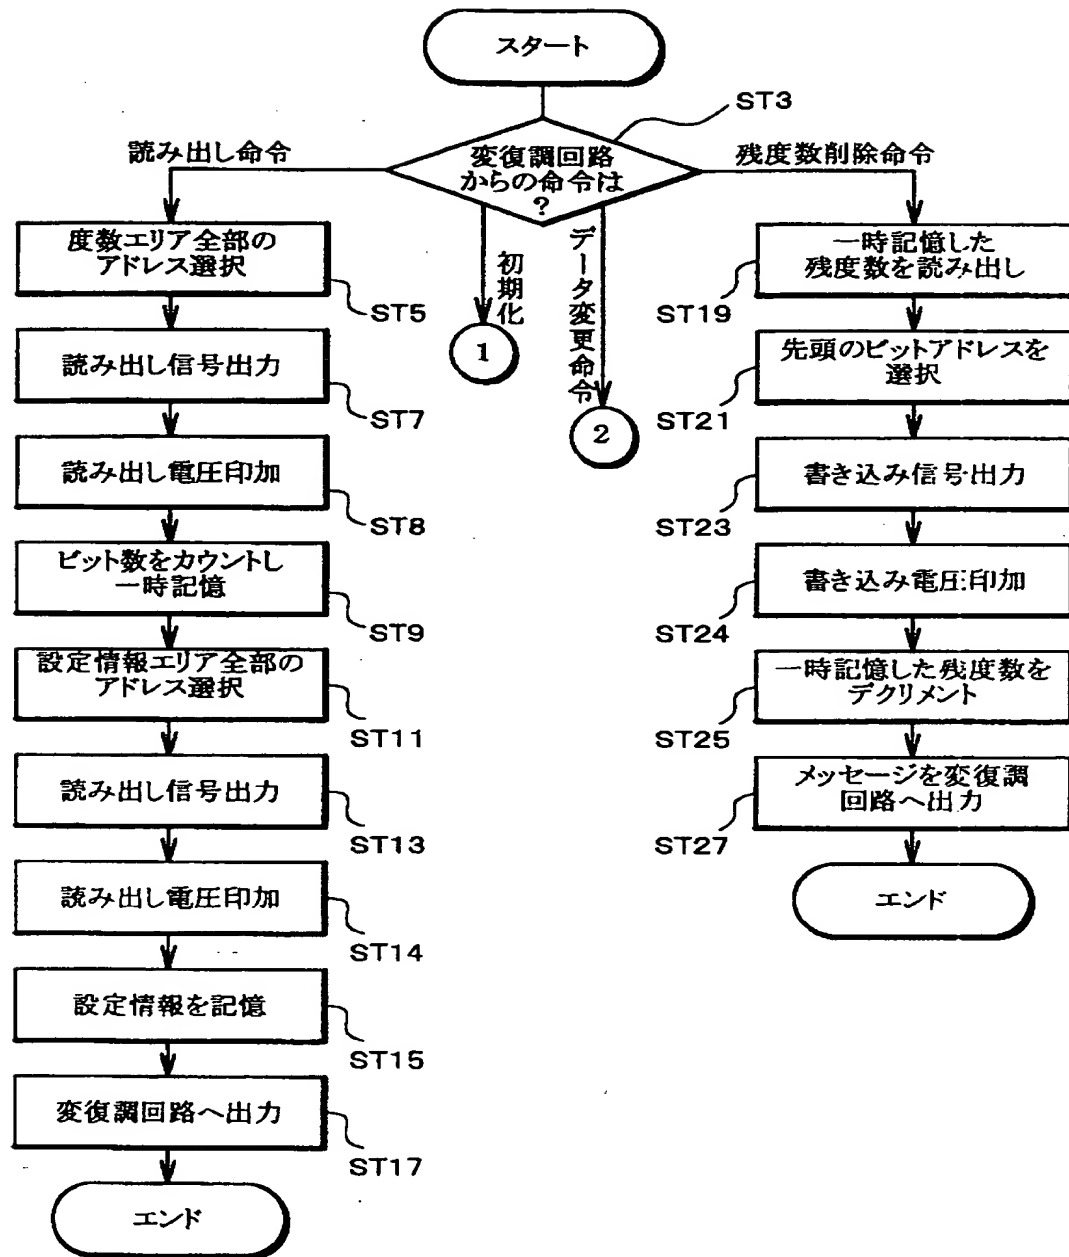 スタート
ST3
変復調回路
からの命令は
?
読み出し命令
残度数削除命令
初期化
1
データ変更命令
2
度数エリア全部の
アドレス選択
ST5
読み出し信号出力
ST7
読み出し電圧印加
ST8
ビット数をカウントし
一時記憶
ST9
設定情報エリア全部の
アドレス選択
ST11
読み出し信号出力
ST13
読み出し電圧印加
ST14
設定情報を記憶
ST15
変復調回路へ出力
ST17
エンド
一時記憶した
残度数を読み出し
ST19
先頭のビットアドレスを
選択
ST21
書き込み信号出力
ST23
書き込み電圧印加
ST24
一時記憶した残度数を
デクリメント
ST25
メッセージを変復調
回路へ出力
ST27
エンド